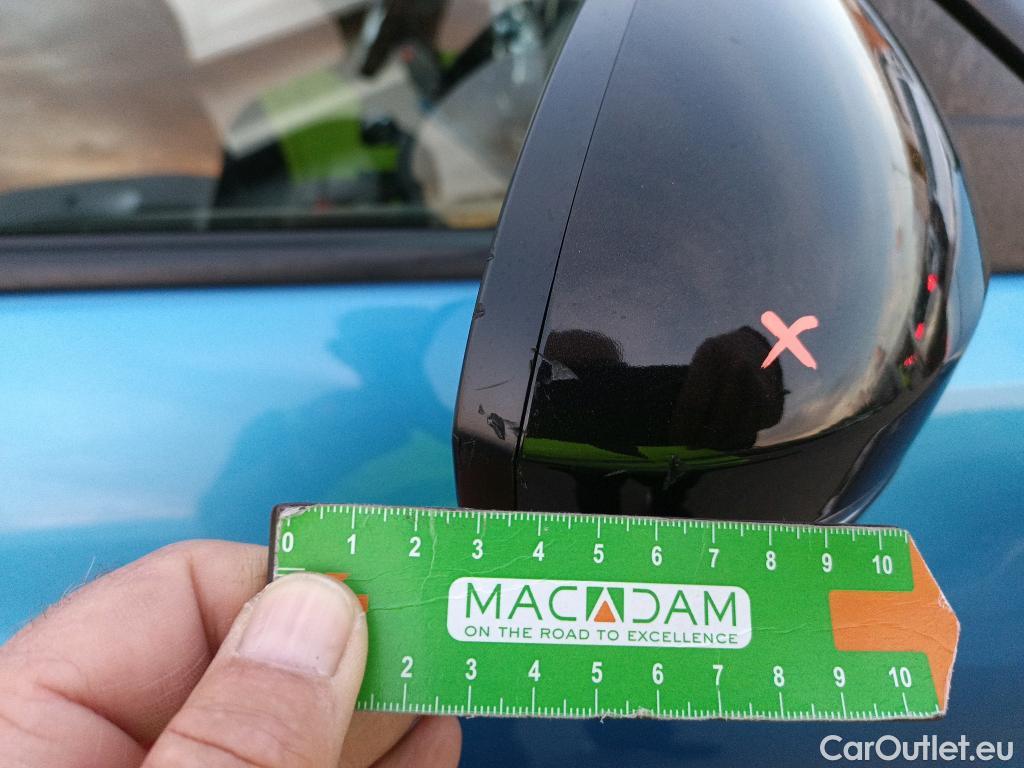 0 1 2 3 4 5 6 7 8 9 10
MACADAM
ON THE ROAD TO EXCELLENCE
2 3 4 5 6 7 8 9 10
CarOutlet.eu